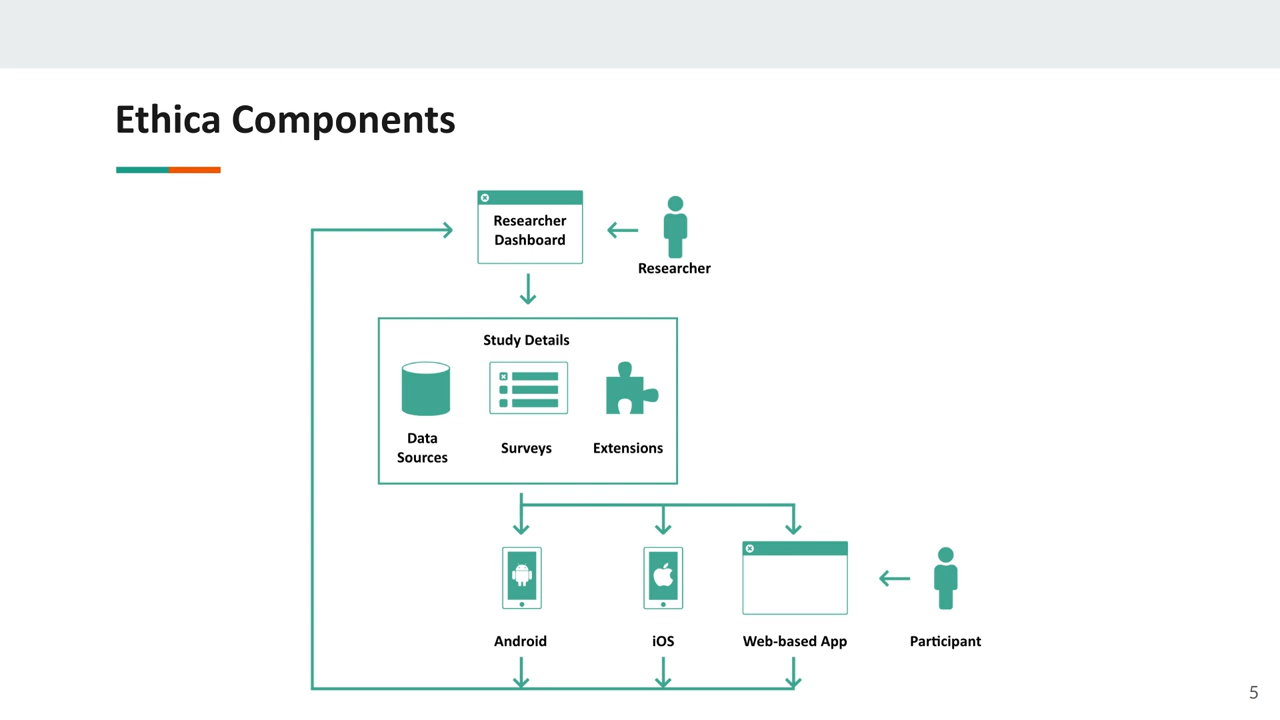 Ethica Components
Researcher
Dashboard
Researcher
Study Details
Data
Sources
Surveys
Extensions
Android
iOS
Web-based App
Participant
5